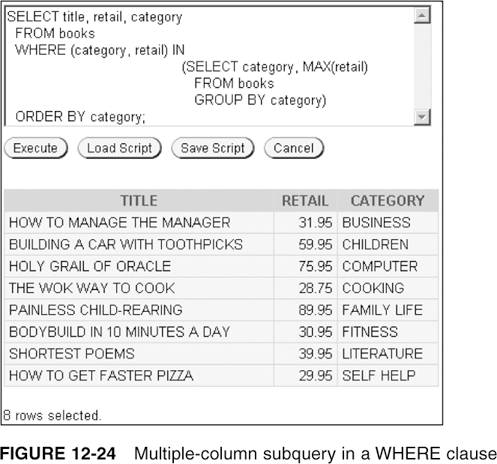 SELECT title, retail, category
FROM books
WHERE (category, retail) IN
(SELECT category, MAX(retail)
FROM books
GROUP BY category)
ORDER BY category;
Execute Load Script Save Script Cancel
TITLE RETAIL CATEGORY
HOW TO MANAGE THE MANAGER 31.95 BUSINESS
BUILDING A CAR WITH TOOTHPICKS 59.95 CHILDREN
HOLY GRAIL OF ORACLE 75.95 COMPUTER
THE WOK WAY TO COOK 28.75 COOKING
PAINLESS CHILD-REARING 89.95 FAMILY LIFE
BODYBUILD IN 10 MINUTES A DAY 30.95 FITNESS
SHORTEST POEMS 39.95 LITERATURE
HOW TO GET FASTER PIZZA 29.95 SELF HELP
8 rows selected.
FIGURE 12-24 Multiple-column subquery in a WHERE clause